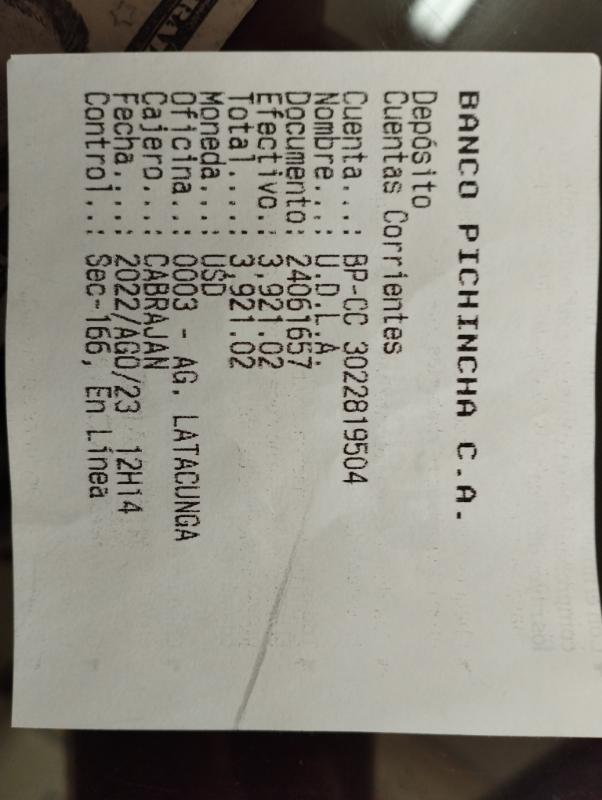 BANCO PICHINCHA C.A.
Depósito
Cuentas Corrientes
Cuenta...: BP-CC 3022819504
Nombre...: U.D.L.A.
Documento: 24061657
Efectivo.: 3,921.02
Total....: 3,921.02
Moneda...: USD
Oficina..: 0003 - AG. LATACUNGA
Cajero...: CABRAJAN
Fecha....: 2022/AGO/23 12H14
Control..: Sec-166, En Línea